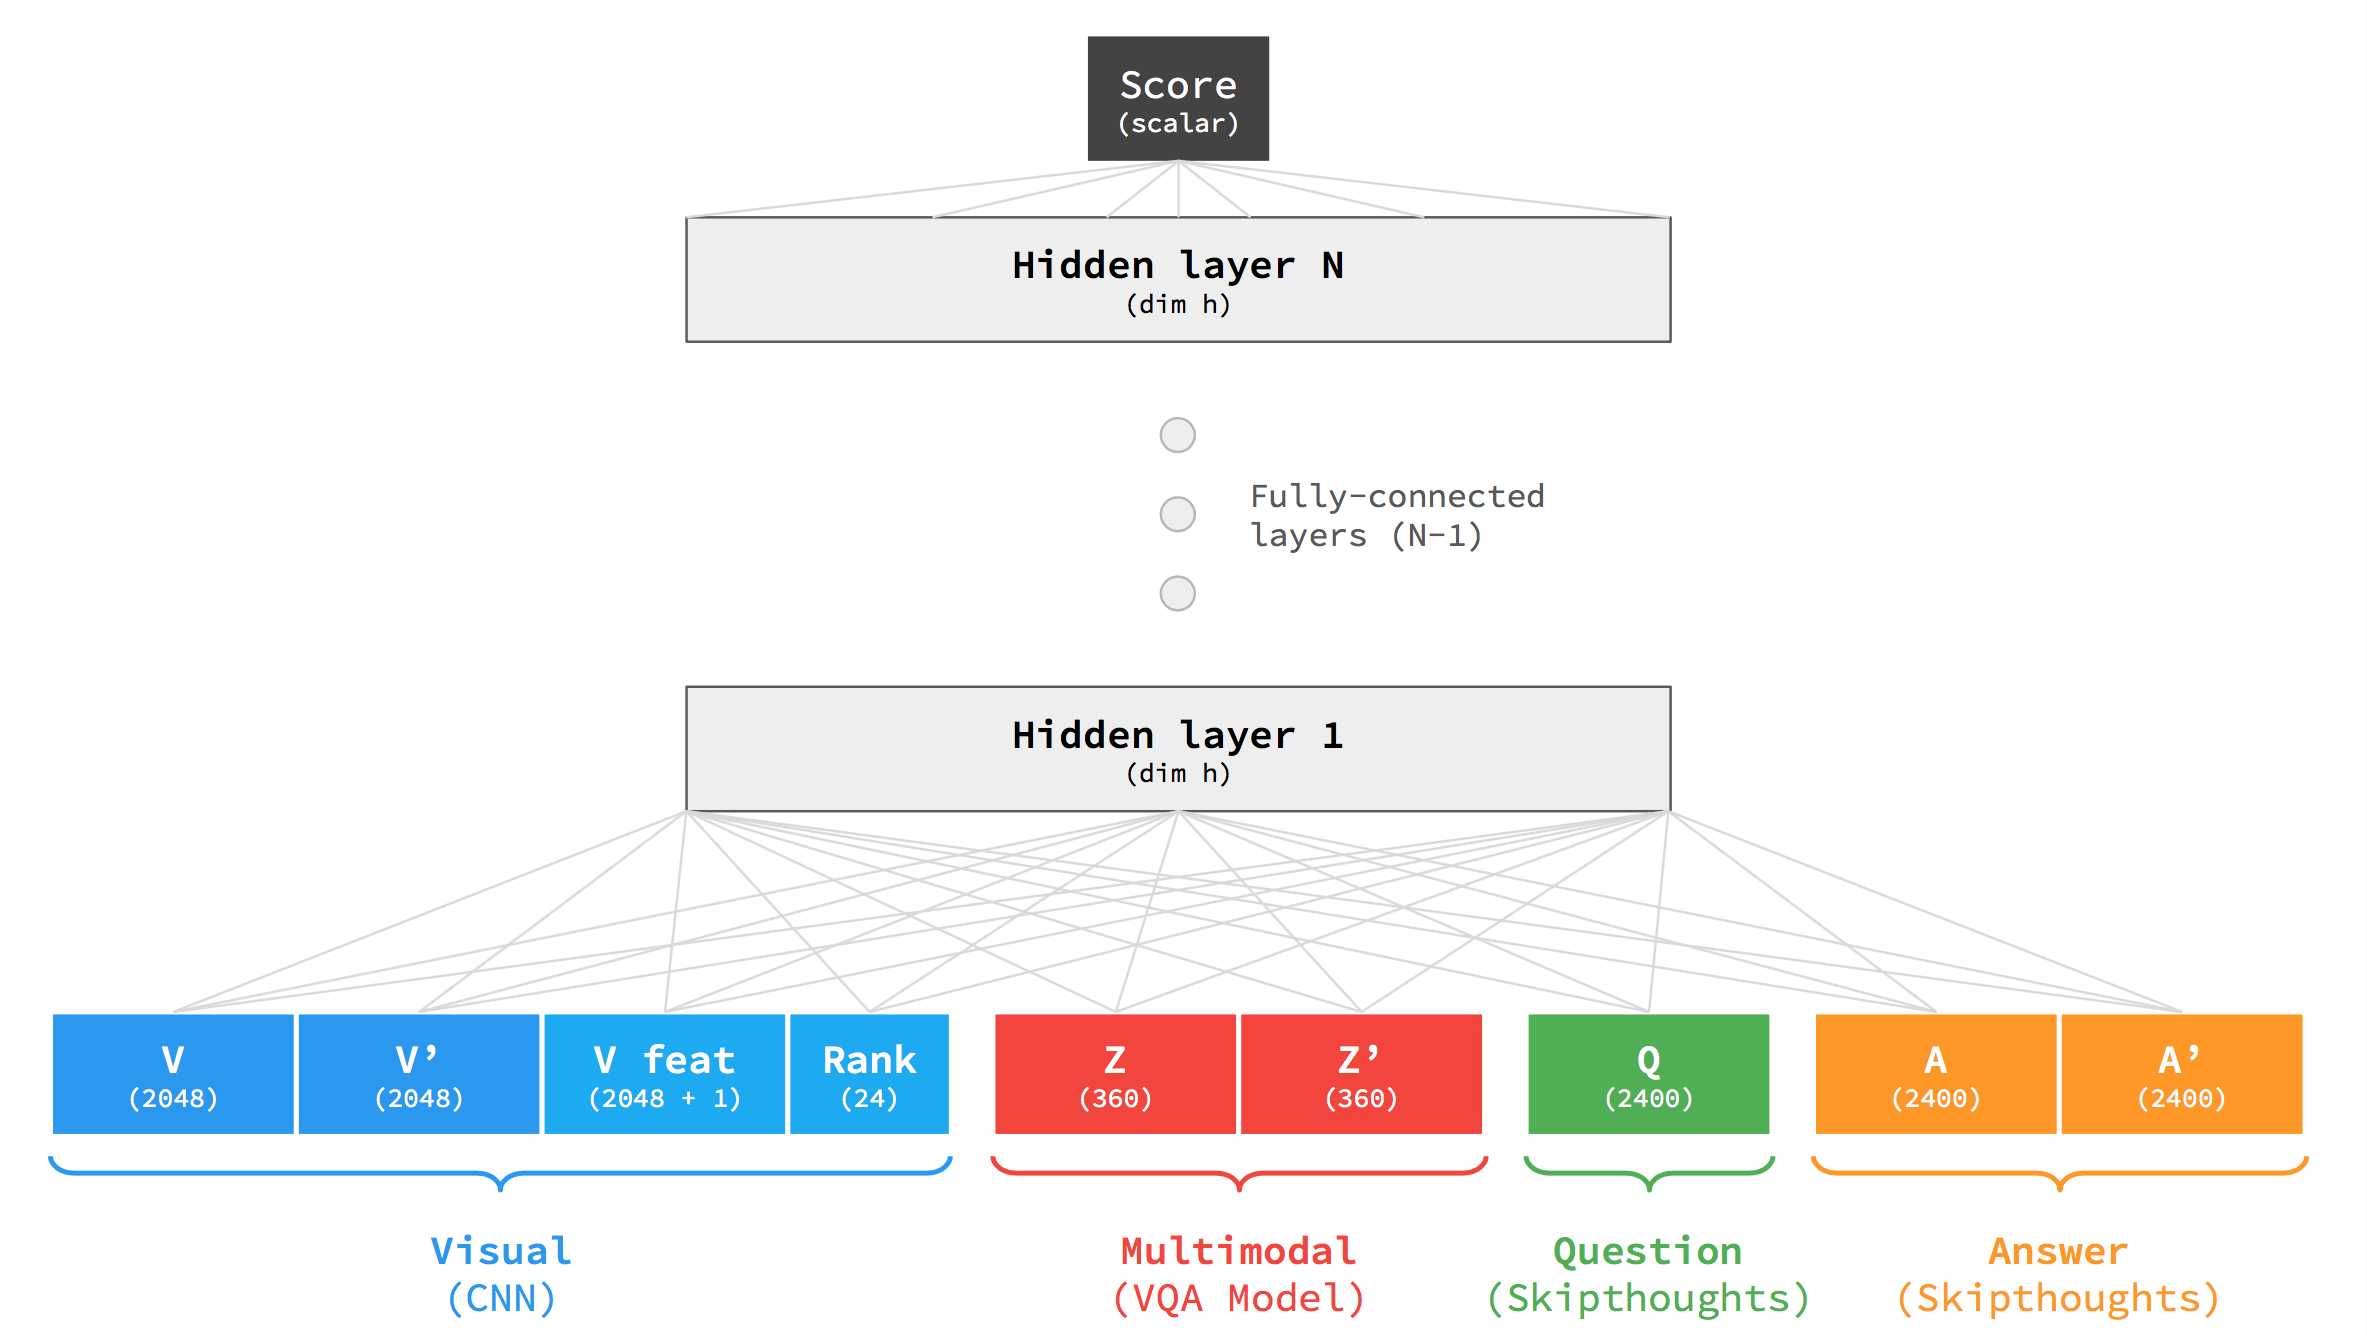 Score
(scalar)
Hidden layer N
(dim h)
Fully-connected
layers (N-1)
Hidden layer 1
(dim h)
V
(2048)
V’
(2048)
V feat
(2048 + 1)
Rank
(24)
Z
(360)
Z’
(360)
Q
(2400)
A
(2400)
A’
(2400)
Visual
(CNN)
Multimodal
(VQA Model)
Question
(Skipthoughts)
Answer
(Skipthoughts)